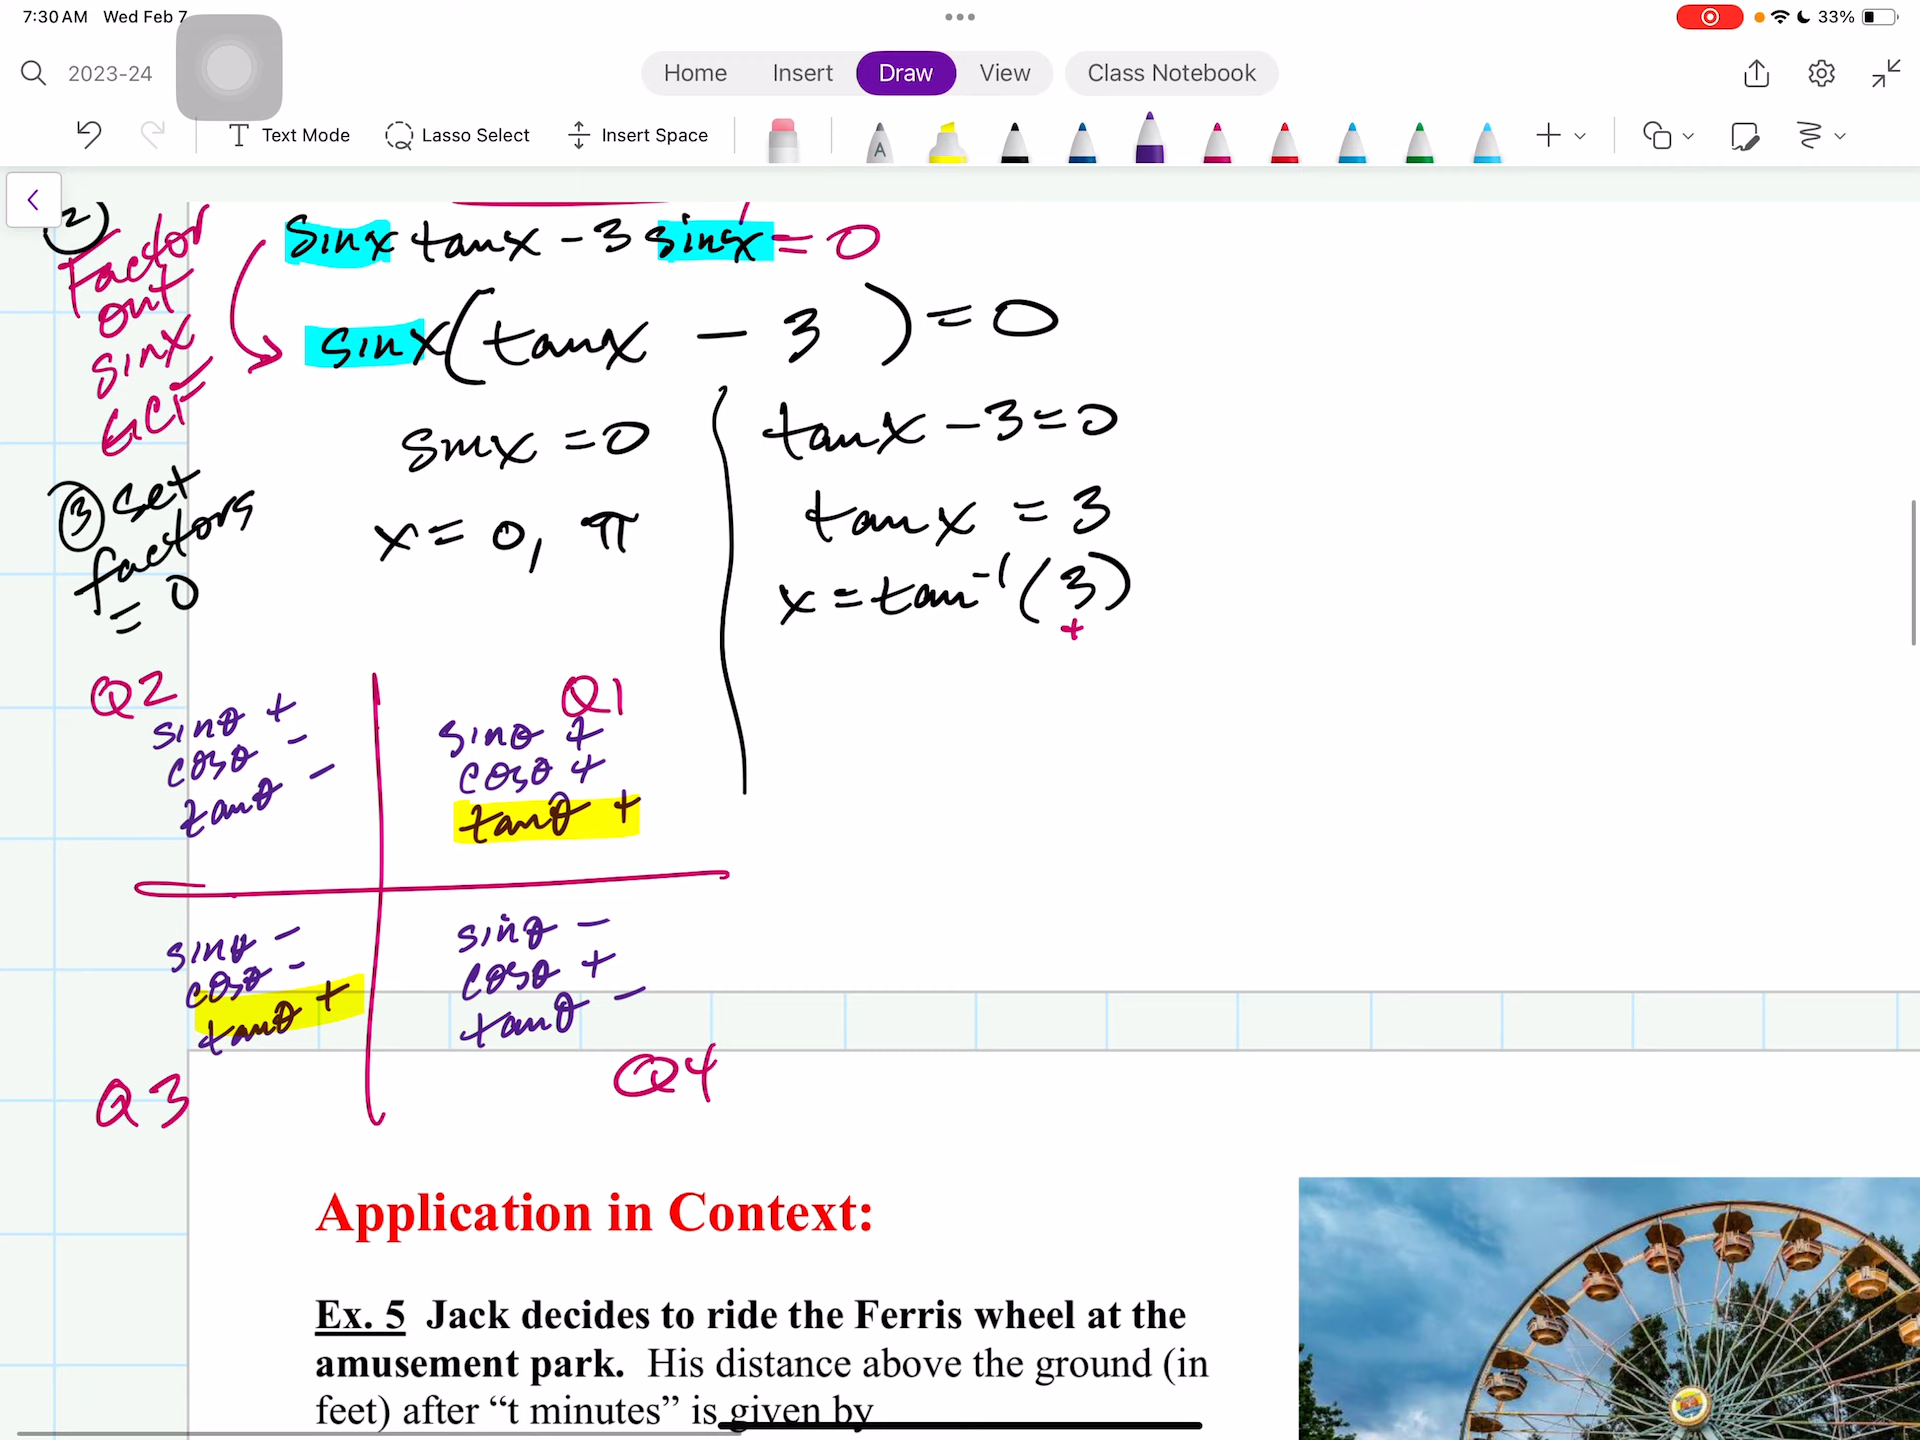 7:30 AM Wed Feb 7
33%
2023-24
Home Insert Draw View Class Notebook
Text Mode Lasso Select Insert Space
A
②
Factor
out
sinx
GCF
sinx tanx - 3 sinx = 0
sinx(tanx - 3) = 0
sinx = 0
x = 0, π
tanx - 3 = 0
tanx = 3
x = tan⁻¹(3)
+
③ Set
factors
= 0
Q2
sinθ +
cosθ -
tanθ -
Q1
sinθ +
cosθ +
tanθ +
sinθ -
cosθ -
tanθ +
Q3
sinθ -
cosθ +
tanθ -
Q4
Application in Context:
Ex. 5 Jack decides to ride the Ferris wheel at the
amusement park. His distance above the ground (in
feet) after “t minutes” is given by